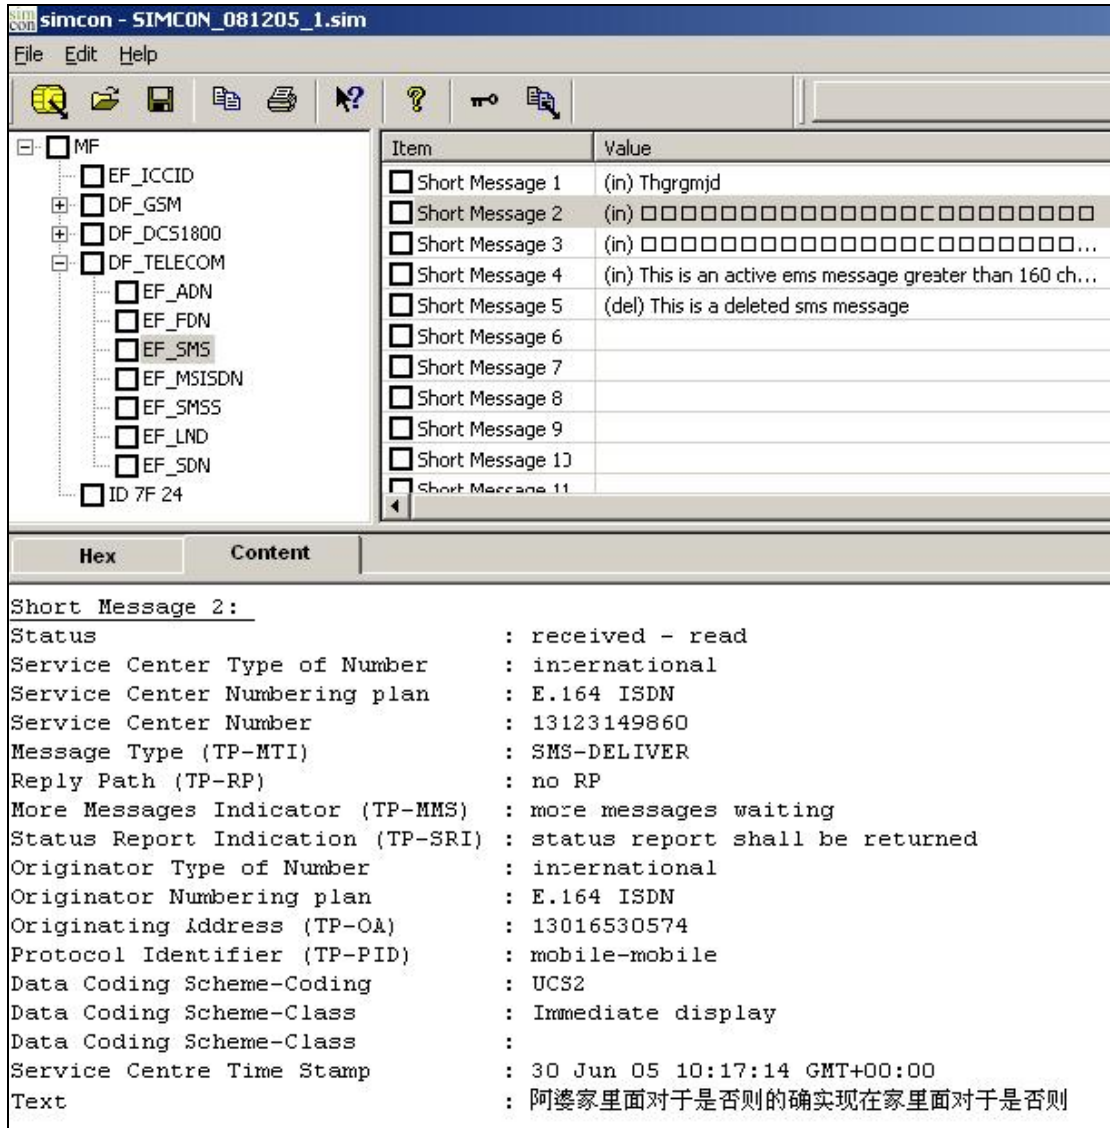 simcon - SIMCON_081205_1.sim
File Edit Help
MF
EF_ICCID
DF_GSM
DF_DCS1800
DF_TELECOM
EF_ADN
EF_FDN
EF_SMS
EF_MSISDN
EF_SMSS
EF_LND
EF_SDN
ID 7F 24
Item Value
Short Message 1 (in) Thgrgmjd
Short Message 2 (in) □□□□□□□□□□□□□□□□□□□□□□□
Short Message 3 (in) □□□□□□□□□□□□□□□□□□□□□□...
Short Message 4 (in) This is an active ems message greater than 160 ch...
Short Message 5 (del) This is a deleted sms message
Short Message 6
Short Message 7
Short Message 8
Short Message 9
Short Message 10
Short Message 11
Hex Content
Short Message 2:
Status : received - read
Service Center Type of Number : international
Service Center Numbering plan : E.164 ISDN
Service Center Number : 13123149860
Message Type (TP-MTI) : SMS-DELIVER
Reply Path (TP-RP) : no RP
More Messages Indicator (TP-MMS) : more messages waiting
Status Report Indication (TP-SRI) : status report shall be returned
Originator Type of Number : international
Originator Numbering plan : E.164 ISDN
Originating Address (TP-OA) : 13016530574
Protocol Identifier (TP-PID) : mobile-mobile
Data Coding Scheme-Coding : UCS2
Data Coding Scheme-Class : Immediate display
Data Coding Scheme-Class :
Service Centre Time Stamp : 30 Jun 05 10:17:14 GMT+00:00
Text : 阿婆家里面对于是否则的确实现在家里面对于是否则